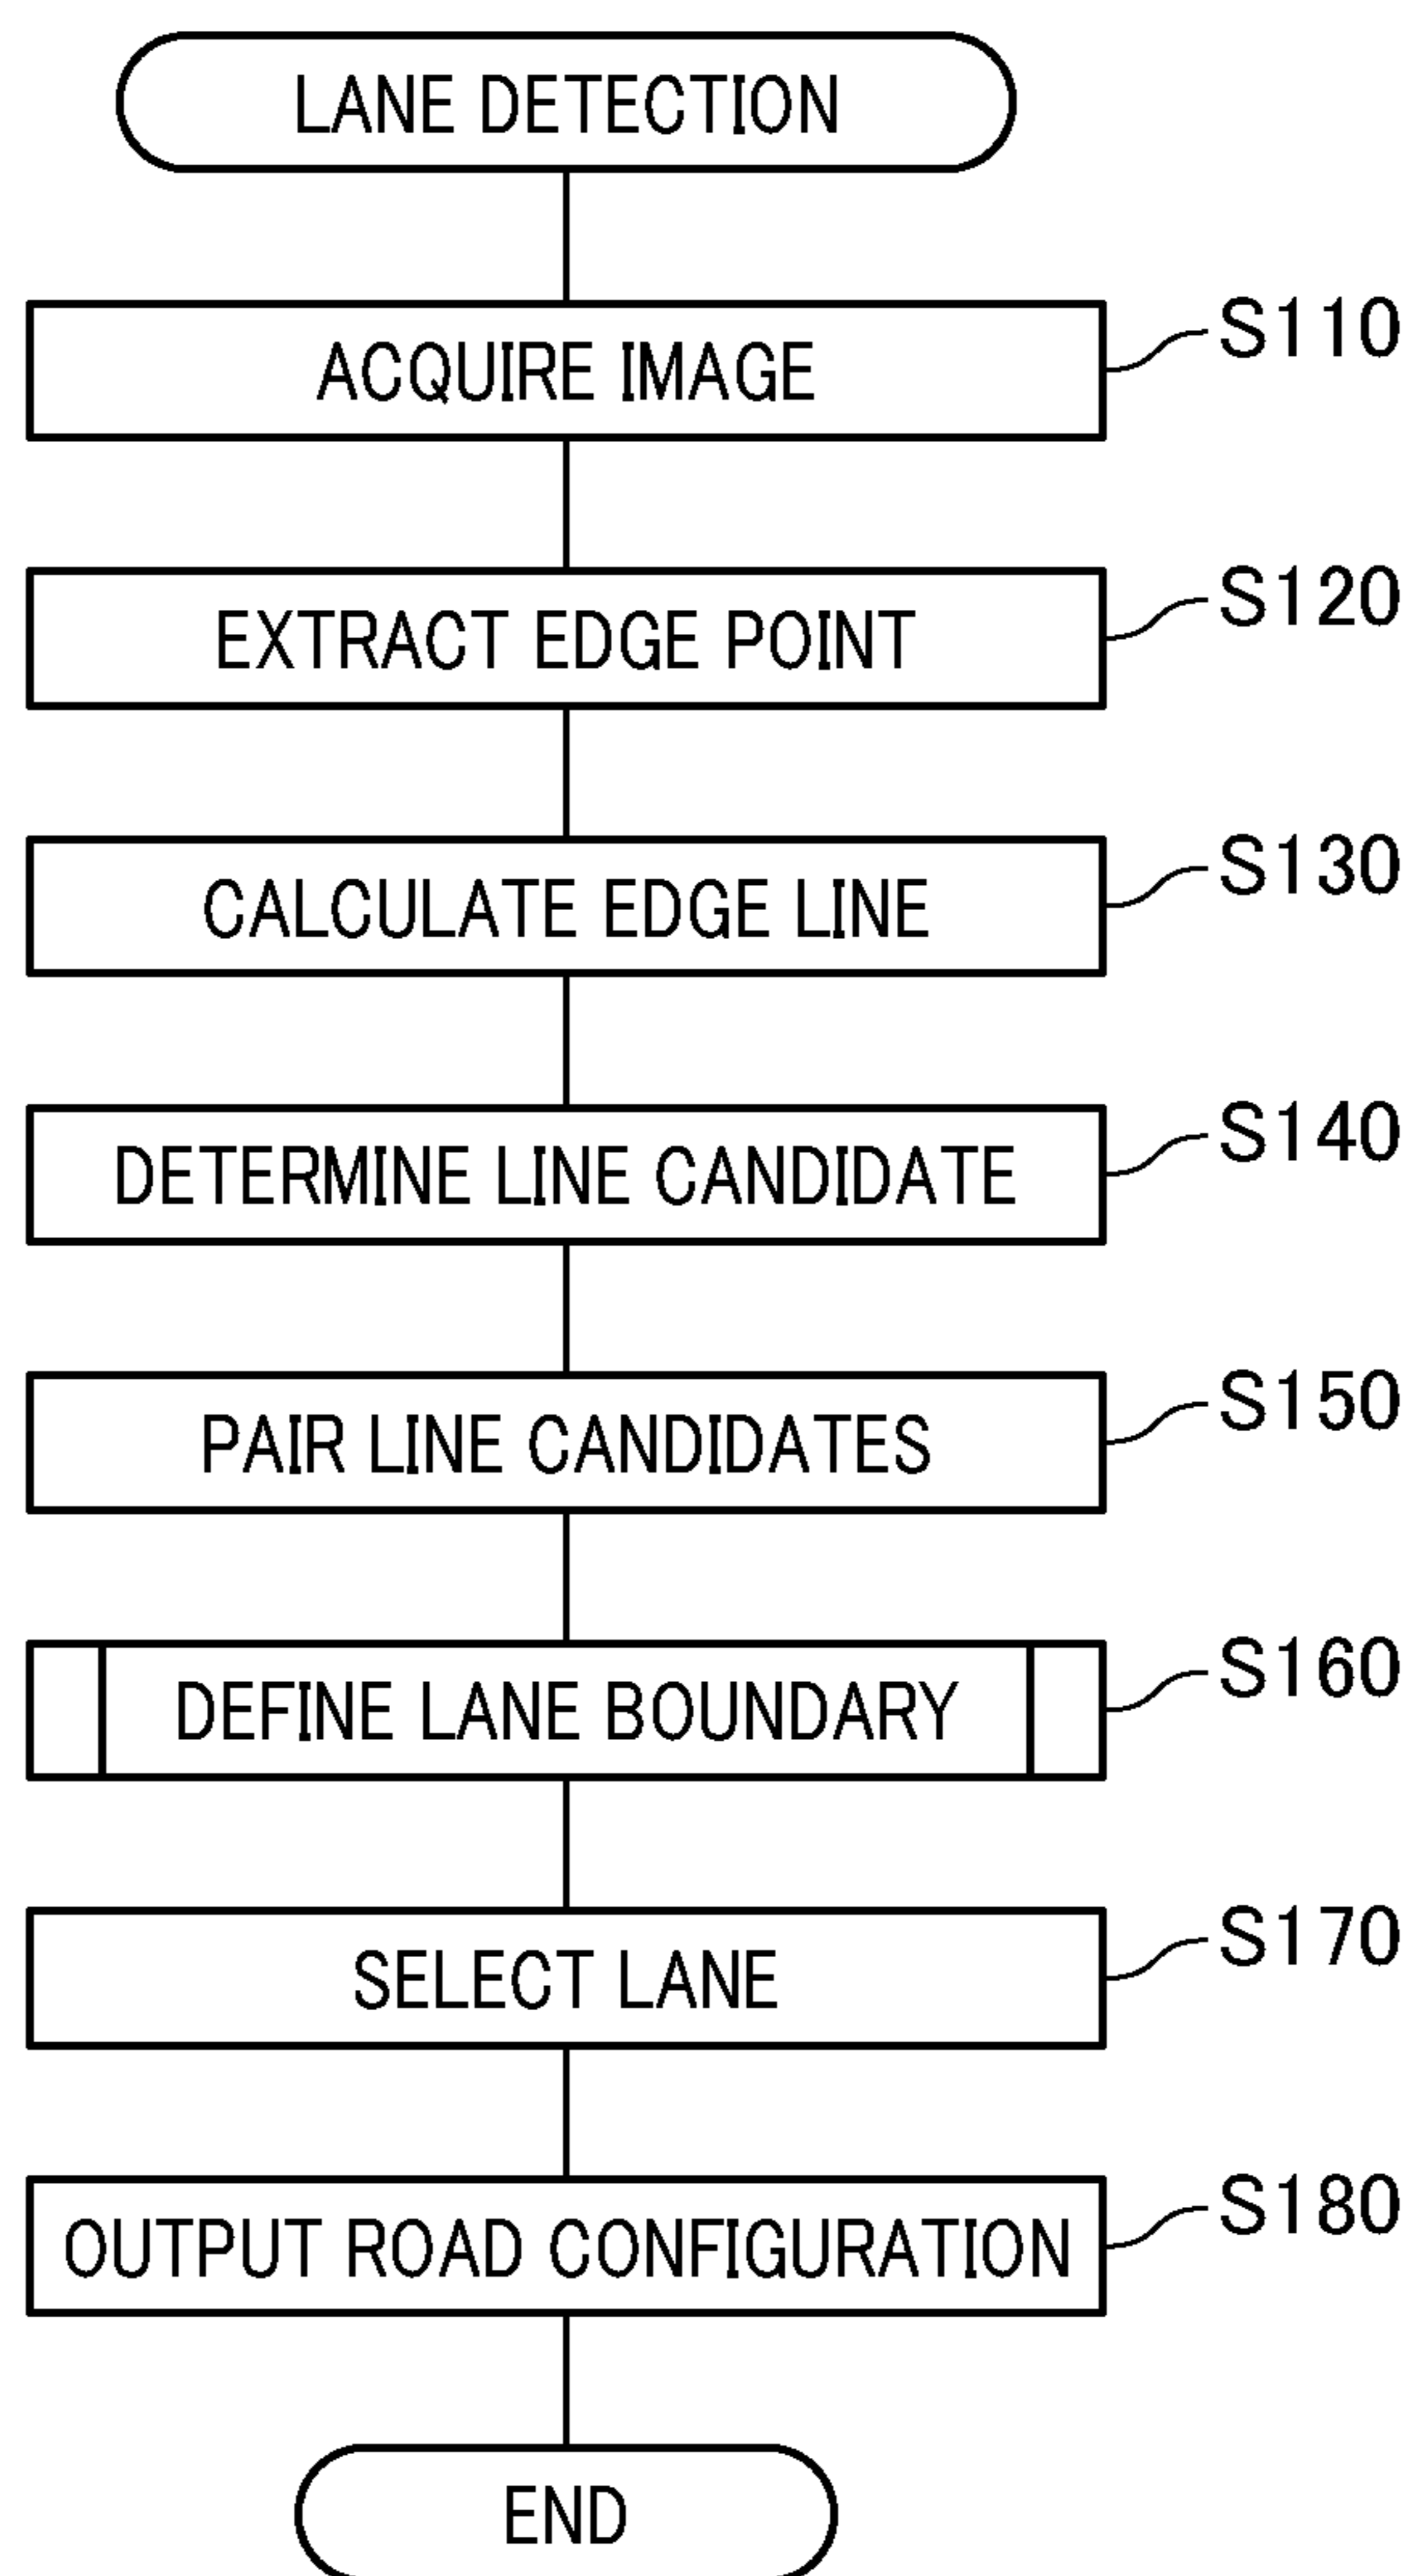 LANE DETECTION
ACQUIRE IMAGE
S110
EXTRACT EDGE POINT
S120
CALCULATE EDGE LINE
S130
DETERMINE LINE CANDIDATE
S140
PAIR LINE CANDIDATES
S150
DEFINE LANE BOUNDARY
S160
SELECT LANE
S170
OUTPUT ROAD CONFIGURATION
S180
END